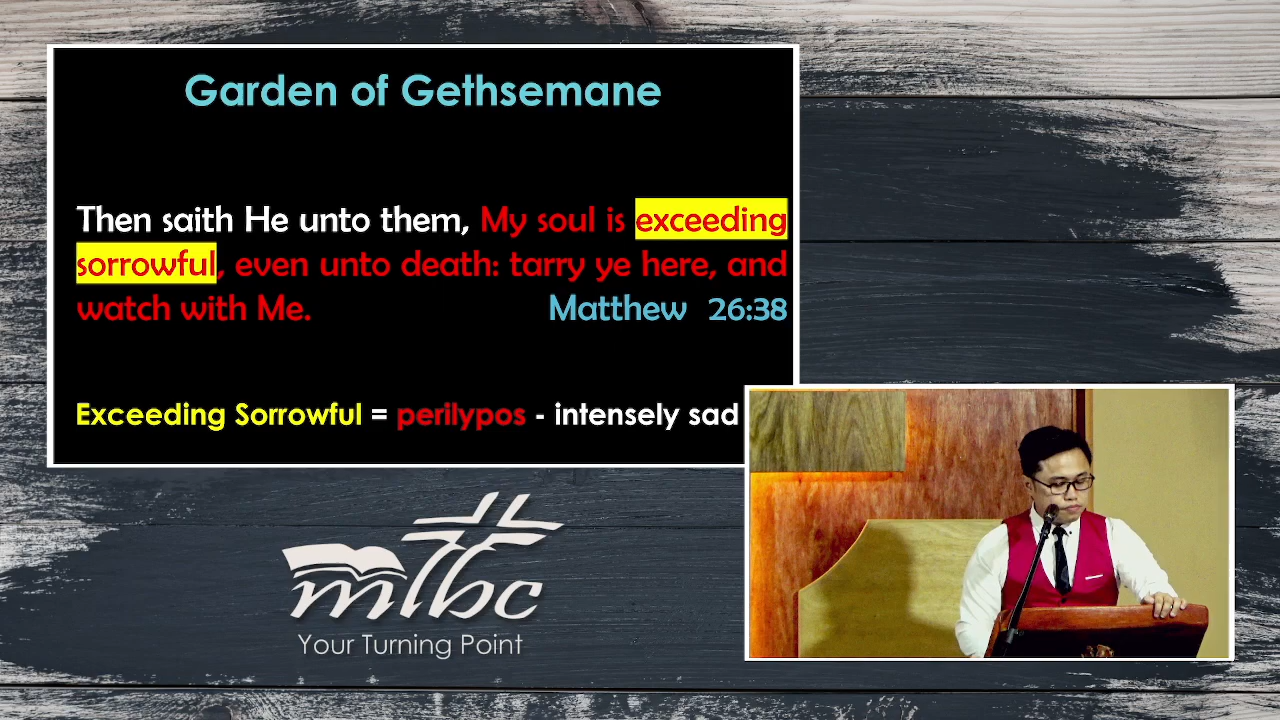 Garden of Gethsemane
Then saith He unto them, My soul is exceeding
sorrowful, even unto death: tarry ye here, and
watch with Me. Matthew 26:38
Exceeding Sorrowful = perilypos - intensely sad
mlbc
Your Turning Point